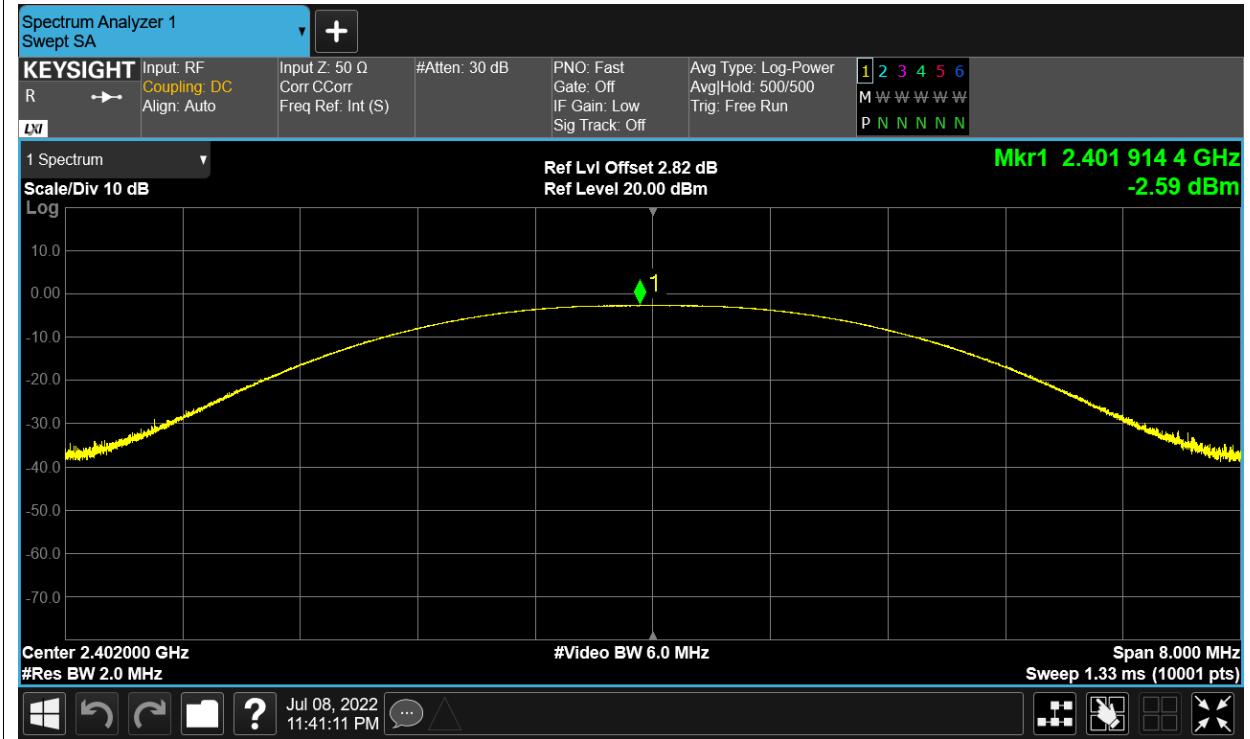 Spectrum Analyzer 1
Swept SA
+
KEYSIGHT
R
LXI
Input: RF
Coupling: DC
Align: Auto
Input Z: 50 Ω
Corr CCorr
Freq Ref: Int (S)
#Atten: 30 dB
PNO: Fast
Gate: Off
IF Gain: Low
Sig Track: Off
Avg Type: Log-Power
Avg|Hold: 500/500
Trig: Free Run
1 2 3 4 5 6
M W W W W W
P N N N N N
1 Spectrum
Scale/Div 10 dB
Log
Ref Lvl Offset 2.82 dB
Ref Level 20.00 dBm
Mkr1 2.401 914 4 GHz
-2.59 dBm
10.0
0.00
-10.0
-20.0
-30.0
-40.0
-50.0
-60.0
-70.0
1
Center 2.402000 GHz
#Res BW 2.0 MHz
#Video BW 6.0 MHz
Span 8.000 MHz
Sweep 1.33 ms (10001 pts)
?
Jul 08, 2022
11:41:11 PM